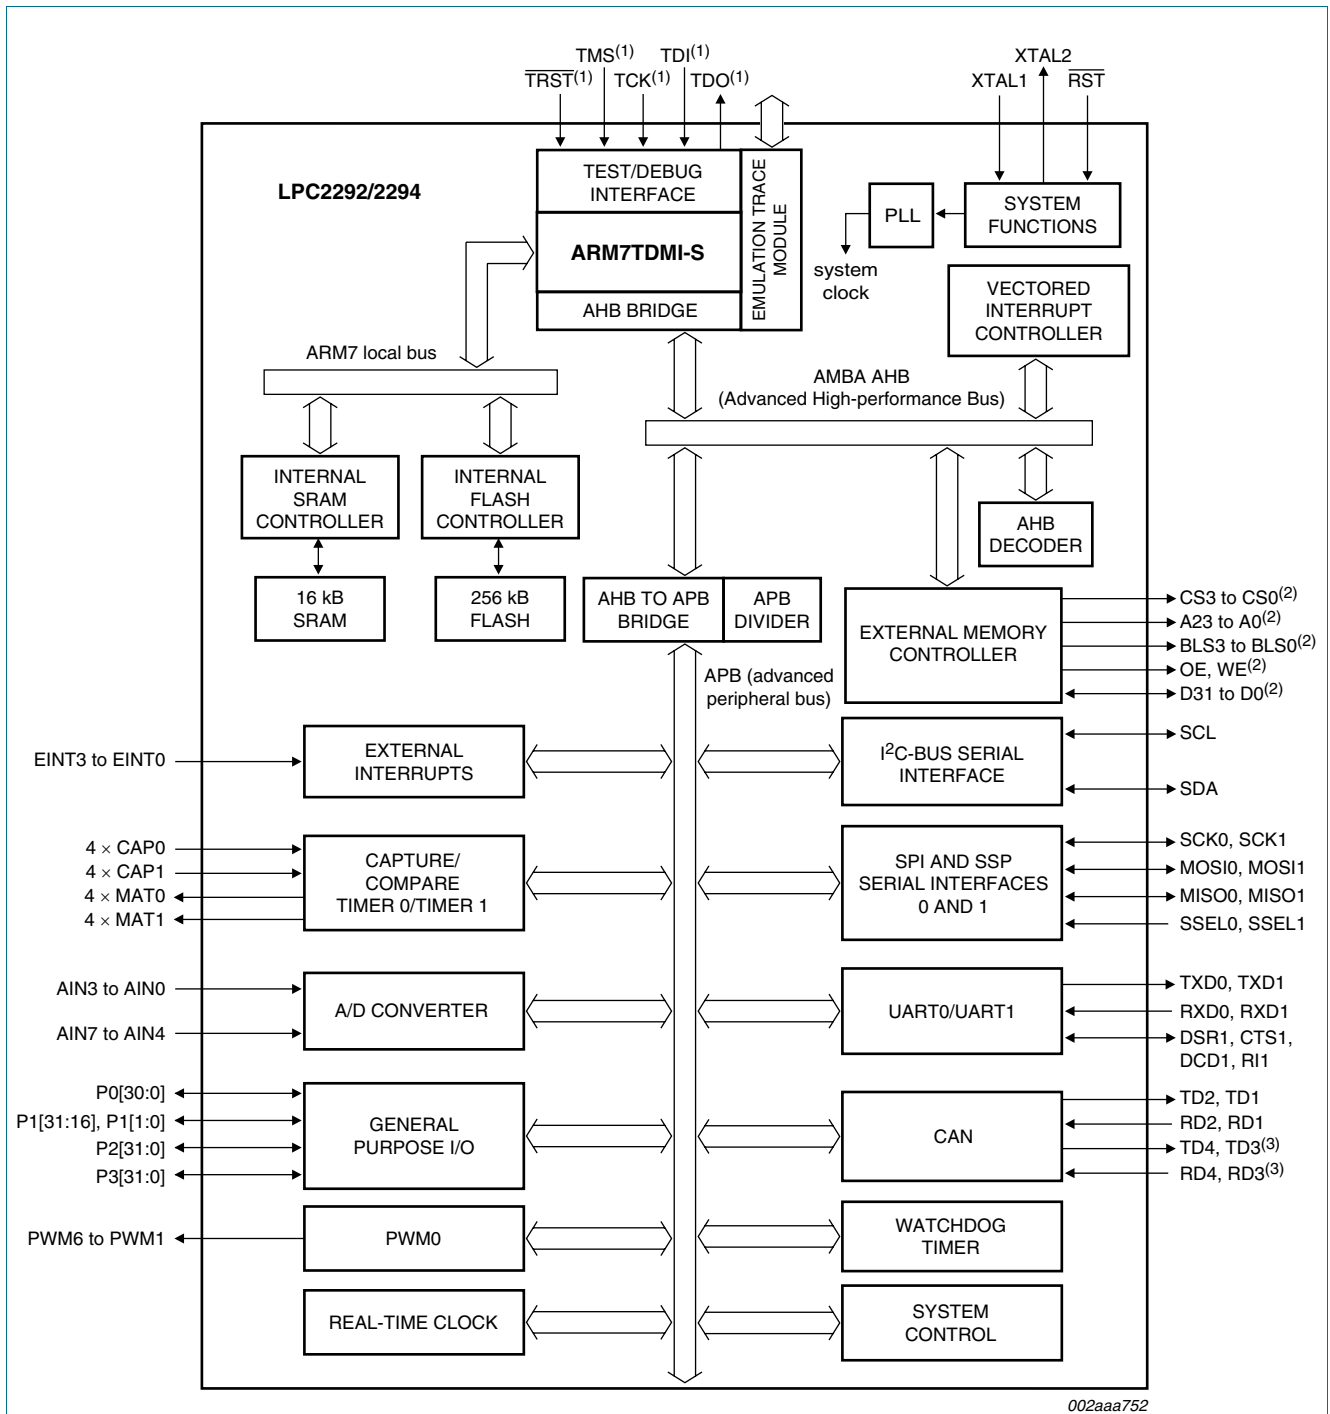 TMS(1)
TDI(1)
XTAL2
TRST(1)
TCK(1)
TDO(1)
XTAL1
RST
LPC2292/2294
TEST/DEBUG
INTERFACE
ARM7TDMI-S
AHB BRIDGE
EMULATION TRACE
MODULE
PLL
SYSTEM
FUNCTIONS
system
clock
VECTORED
INTERRUPT
CONTROLLER
ARM7 local bus
AMBA AHB
(Advanced High-performance Bus)
INTERNAL
SRAM
CONTROLLER
INTERNAL
FLASH
CONTROLLER
AHB
DECODER
16 kB
SRAM
256 kB
FLASH
AHB TO APB
BRIDGE
APB
DIVIDER
EXTERNAL MEMORY
CONTROLLER
CS3 to CS0(2)
A23 to A0(2)
BLS3 to BLS0(2)
OE, WE(2)
D31 to D0(2)
APB (advanced
peripheral bus)
EINT3 to EINT0
EXTERNAL
INTERRUPTS
I2C-BUS SERIAL
INTERFACE
SCL
SDA
4 × CAP0
4 × CAP1
4 × MAT0
4 × MAT1
CAPTURE/
COMPARE
TIMER 0/TIMER 1
SPI AND SSP
SERIAL INTERFACES
0 AND 1
SCK0, SCK1
MOSI0, MOSI1
MISO0, MISO1
SSEL0, SSEL1
AIN3 to AIN0
AIN7 to AIN4
A/D CONVERTER
UART0/UART1
TXD0, TXD1
RXD0, RXD1
DSR1, CTS1,
DCD1, RI1
P0[30:0]
P1[31:16], P1[1:0]
P2[31:0]
P3[31:0]
GENERAL
PURPOSE I/O
CAN
TD2, TD1
RD2, RD1
TD4, TD3(3)
RD4, RD3(3)
PWM6 to PWM1
PWM0
WATCHDOG
TIMER
REAL-TIME CLOCK
SYSTEM
CONTROL
002aaa752